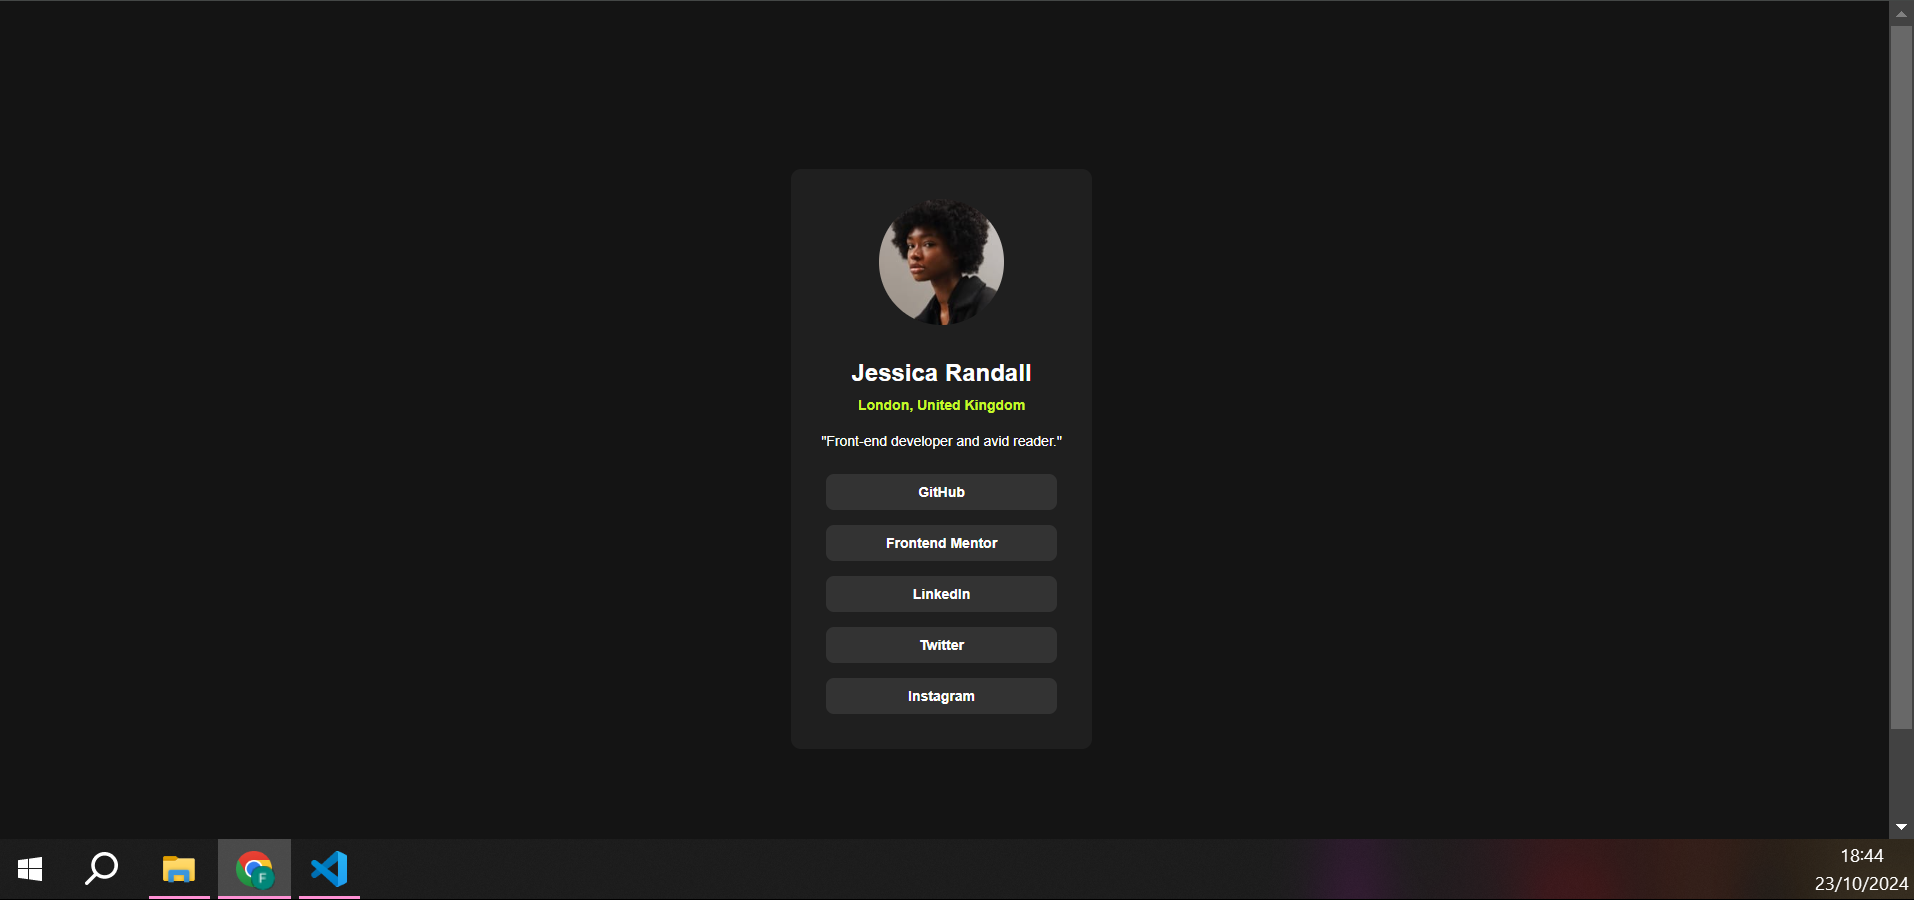 Jessica Randall
London, United Kingdom
"Front-end developer and avid reader."
GitHub
Frontend Mentor
LinkedIn
Twitter
Instagram
F
18:44
23/10/2024